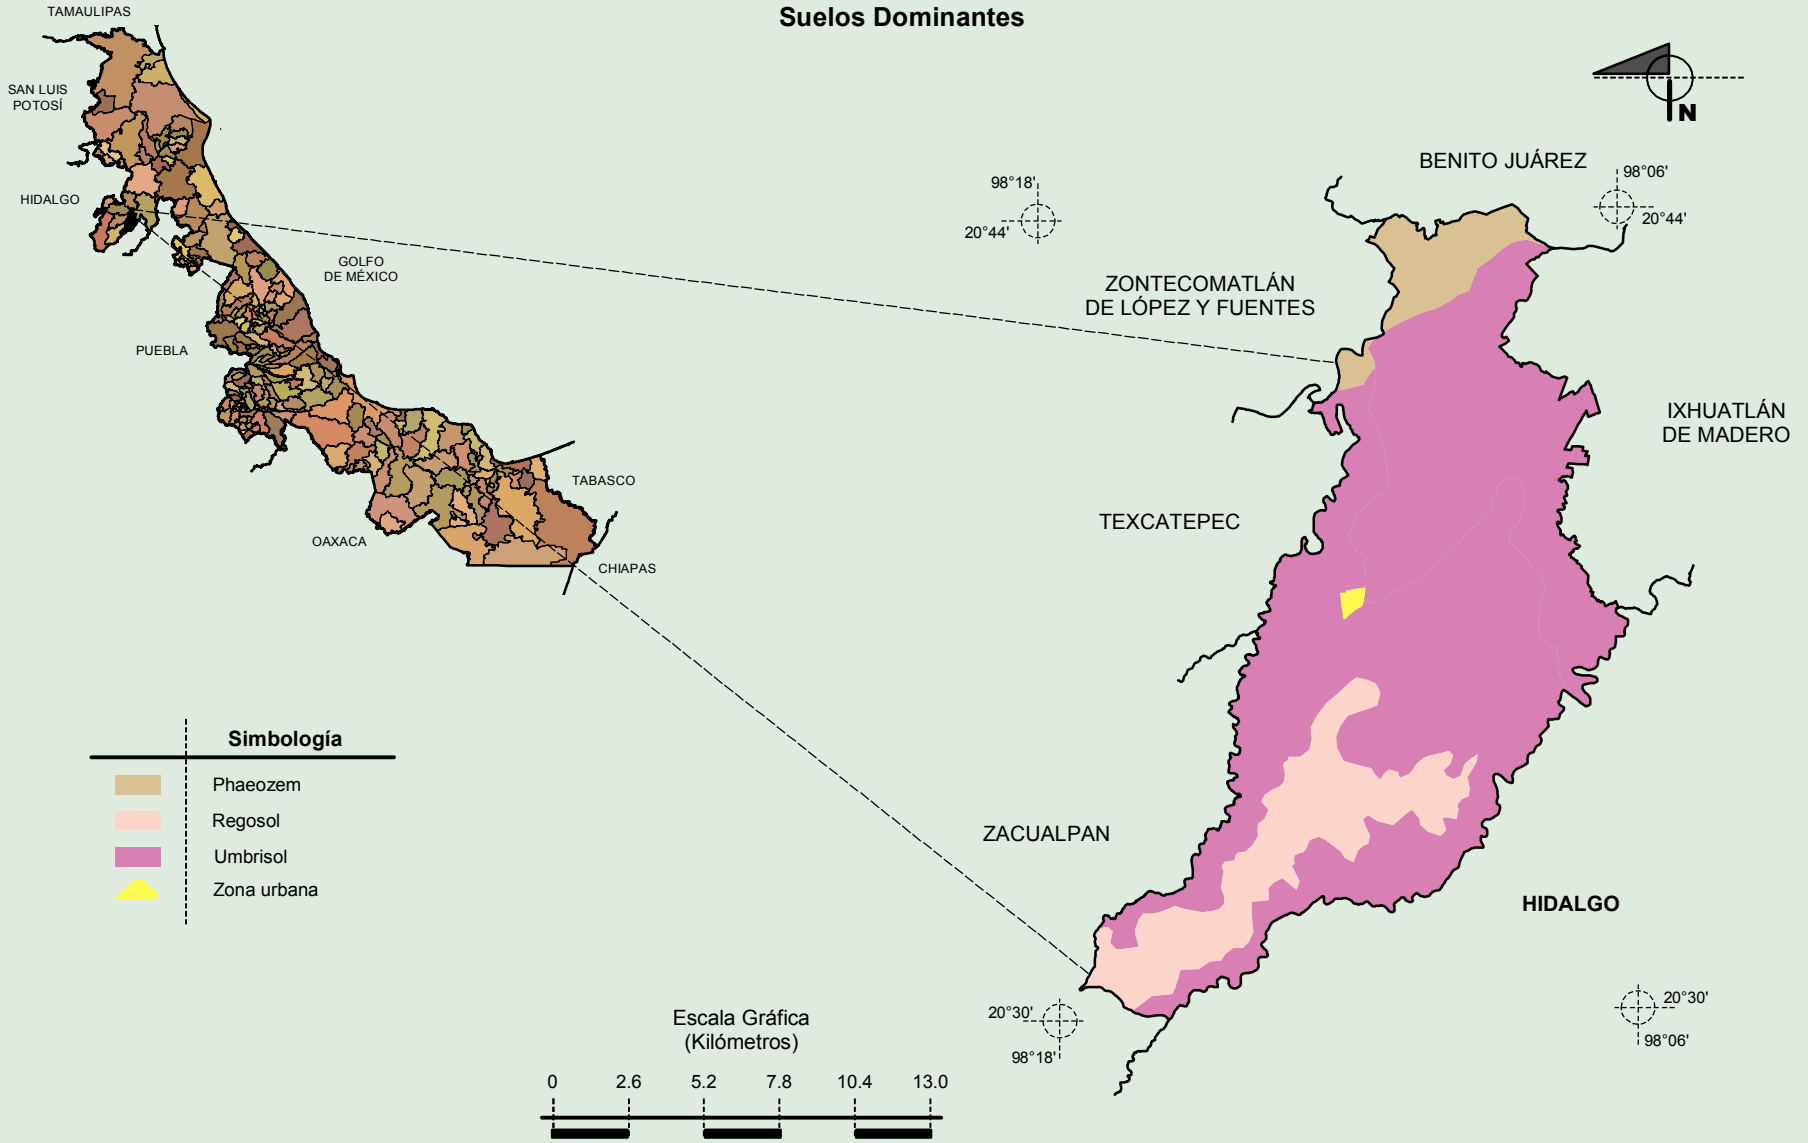 Suelos Dominantes
TAMAULIPAS
SAN LUIS
POTOSÍ
HIDALGO
GOLFO
DE MÉXICO
PUEBLA
OAXACA
TABASCO
CHIAPAS
N
BENITO JUÁREZ
98°18'
20°44'
98°06'
20°44'
ZONTECOMATLÁN
DE LÓPEZ Y FUENTES
IXHUATLÁN
DE MADERO
TEXCATEPEC
ZACUALPAN
HIDALGO
20°30'
98°18'
20°30'
98°06'
Simbología
Phaeozem
Regosol
Umbrisol
Zona urbana
Escala Gráfica
(Kilómetros)
0 2.6 5.2 7.8 10.4 13.0